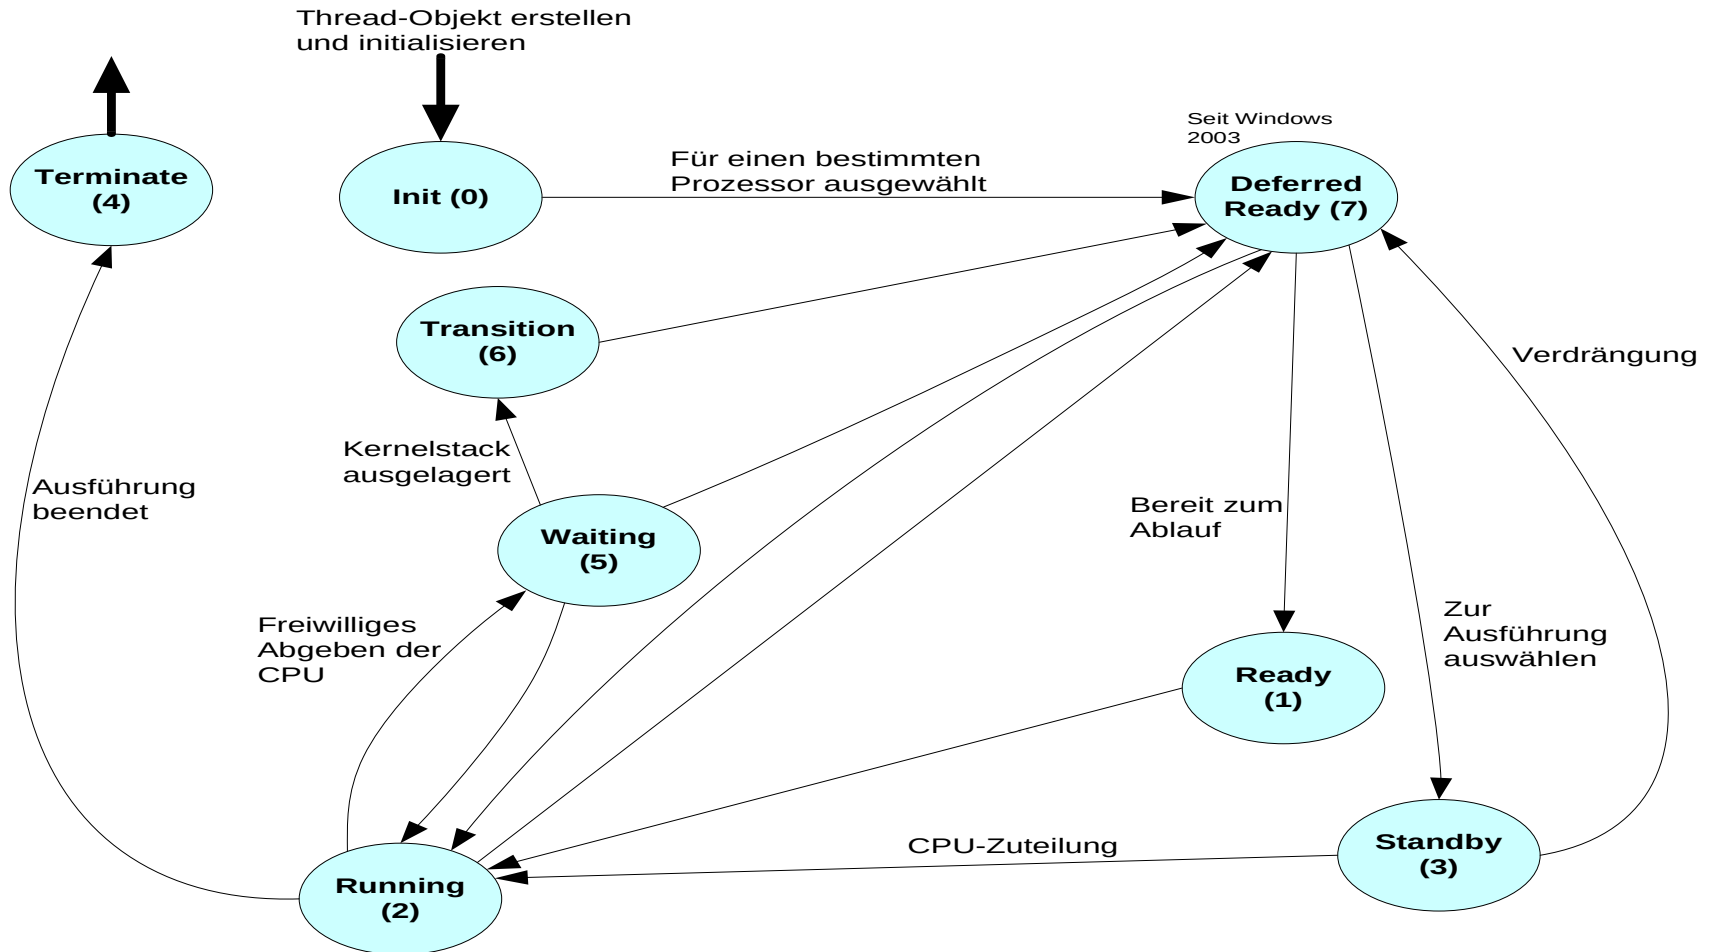 Thread-Objekt erstellen
und initialisieren
Seit Windows
2003
Terminate
(4)
Init (0)
Für einen bestimmten
Prozessor ausgewählt
Deferred
Ready (7)
Transition
(6)
Verdrängung
Kernelstack
ausgelagert
Ausführung
beendet
Waiting
(5)
Bereit zum
Ablauf
Freiwilliges
Abgeben der
CPU
Zur
Ausführung
auswählen
Ready
(1)
CPU-Zuteilung
Standby
(3)
Running
(2)